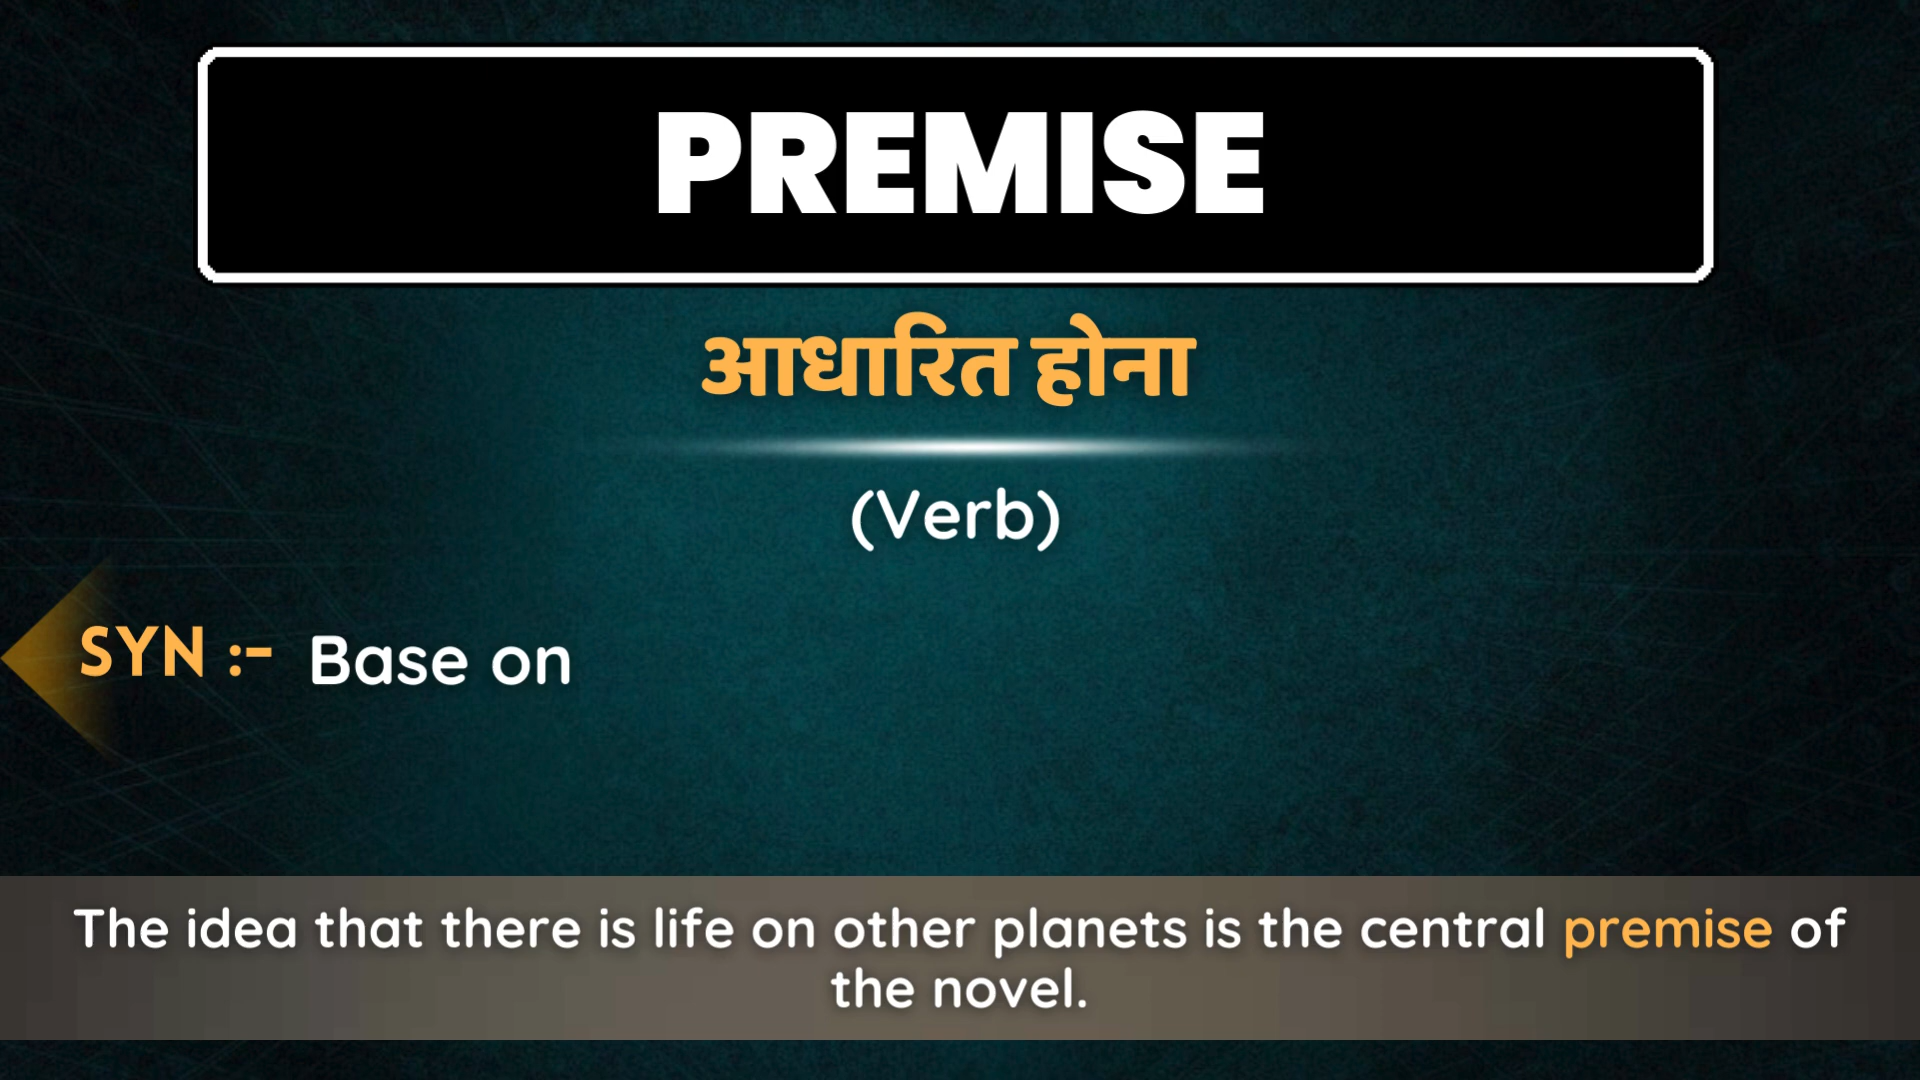 PREMISE
आधारित होना
(Verb)
SYN :- Base on
The idea that there is life on other planets is the central premise of
the novel.